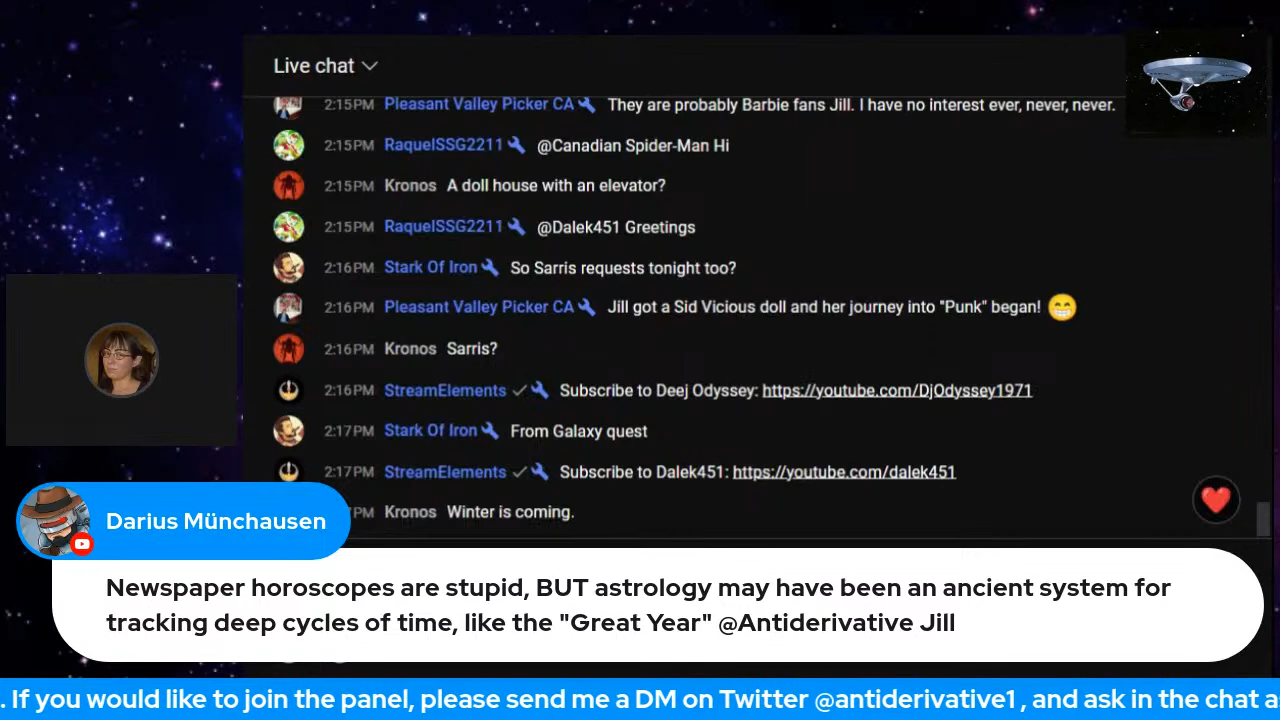 Live chat
2:15PM Pleasant Valley Picker CA They are probably Barbie fans Jill. I have no interest ever, never, never.
2:15PM RaquelSSG2211 @Canadian Spider-Man Hi
2:15PM Kronos A doll house with an elevator?
2:15PM RaquelSSG2211 @Dalek451 Greetings
2:16PM Stark Of Iron So Sarris requests tonight too?
2:16PM Pleasant Valley Picker CA Jill got a Sid Vicious doll and her journey into "Punk" began! 😁
2:16PM Kronos Sarris?
2:16PM StreamElements Subscribe to Deej Odyssey: https://youtube.com/DjOdyssey1971
2:17PM Stark Of Iron From Galaxy quest
2:17PM StreamElements Subscribe to Dalek451: https://youtube.com/dalek451
PM Kronos Winter is coming.
Darius Münchausen
Newspaper horoscopes are stupid, BUT astrology may have been an ancient system for
tracking deep cycles of time, like the "Great Year" @Antiderivative Jill
. If you would like to join the panel, please send me a DM on Twitter @antiderivative1 , and ask in the chat a